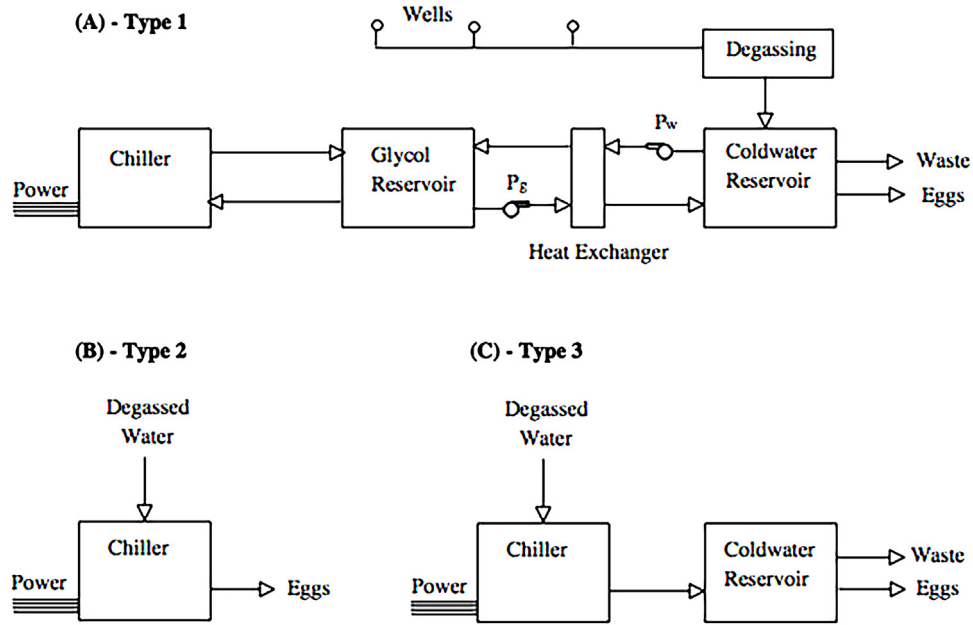 (A) - Type 1
Wells
Degassing
Chiller
Power
Glycol
Reservoir
Pg
Pw
Heat Exchanger
Coldwater
Reservoir
Waste
Eggs
(B) - Type 2
Degassed
Water
Chiller
Power
Eggs
(C) - Type 3
Degassed
Water
Chiller
Power
Coldwater
Reservoir
Waste
Eggs